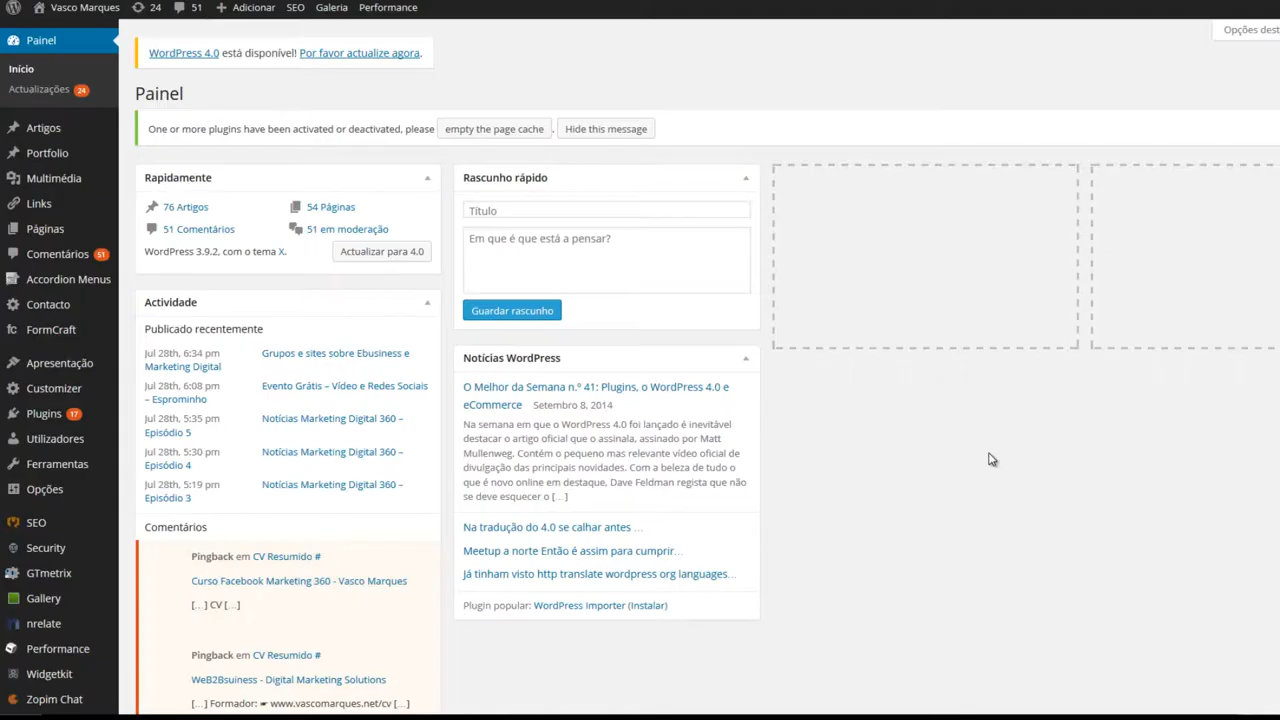 Vasco Marques 24 51 Adicionar SEO Galeria Performance
Painel
Início
Actualizações 24
Artigos
Portfolio
Multimédia
Links
Páginas
Comentários 51
Accordion Menus
Contacto
FormCraft
Apresentação
Customizer
Plugins 17
Utilizadores
Ferramentas
Opções
SEO
Security
GTmetrix
Gallery
nrelate
Performance
Widgetkit
Zopim Chat
Opções dest
WordPress 4.0 está disponível! Por favor actualize agora.
Painel
One or more plugins have been activated or deactivated, please empty the page cache . Hide this message
Rapidamente
76 Artigos 54 Páginas
51 Comentários 51 em moderação
WordPress 3.9.2, com o tema X. Actualizar para 4.0
Actividade
Publicado recentemente
Jul 28th, 6:34 pm Grupos e sites sobre Ebusiness e
Marketing Digital
Jul 28th, 6:08 pm Evento Grátis – Vídeo e Redes Sociais
– Esprominho
Jul 28th, 5:35 pm Notícias Marketing Digital 360 –
Episódio 5
Jul 28th, 5:30 pm Notícias Marketing Digital 360 –
Episódio 4
Jul 28th, 5:19 pm Notícias Marketing Digital 360 –
Episódio 3
Comentários
Pingback em CV Resumido #
Curso Facebook Marketing 360 - Vasco Marques
[...] CV [...]
Pingback em CV Resumido #
WeB2Bsuiness - Digital Marketing Solutions
[...] Formador: ☛ www.vascomarques.net/cv [...]
Rascunho rápido
Título
Em que é que está a pensar?
Guardar rascunho
Notícias WordPress
O Melhor da Semana n.º 41: Plugins, o WordPress 4.0 e
eCommerce Setembro 8, 2014
Na semana em que o WordPress 4.0 foi lançado é inevitável
destacar o artigo oficial que o assinala, assinado por Matt
Mullenweg. Contém o pequeno mas relevante vídeo oficial de
divulgação das principais novidades. Com a beleza de tudo o
que é novo online em destaque, Dave Feldman regista que não
se deve esquecer o [...]
Na tradução do 4.0 se calhar antes ...
Meetup a norte Então é assim para cumprir...
Já tinham visto http translate wordpress org languages...
Plugin popular: WordPress Importer (Instalar)